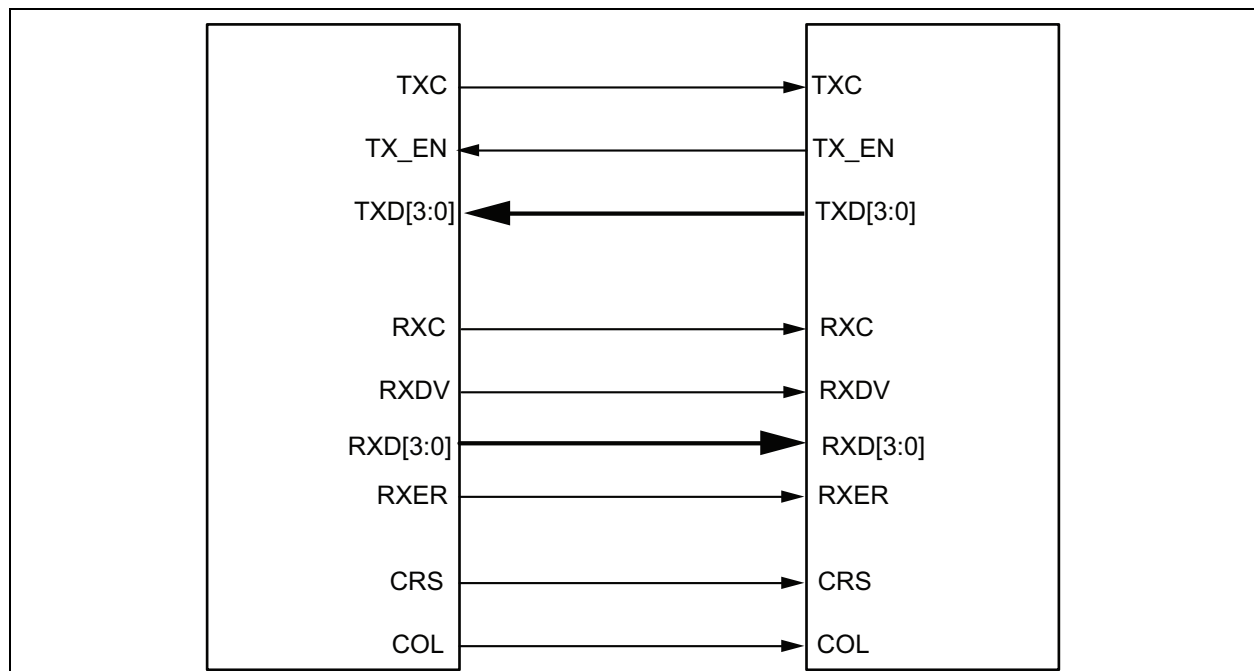 TXC TXC
TX_EN TX_EN
TXD[3:0] TXD[3:0]
RXC RXC
RXDV RXDV
RXD[3:0] RXD[3:0]
RXER RXER
CRS CRS
COL COL